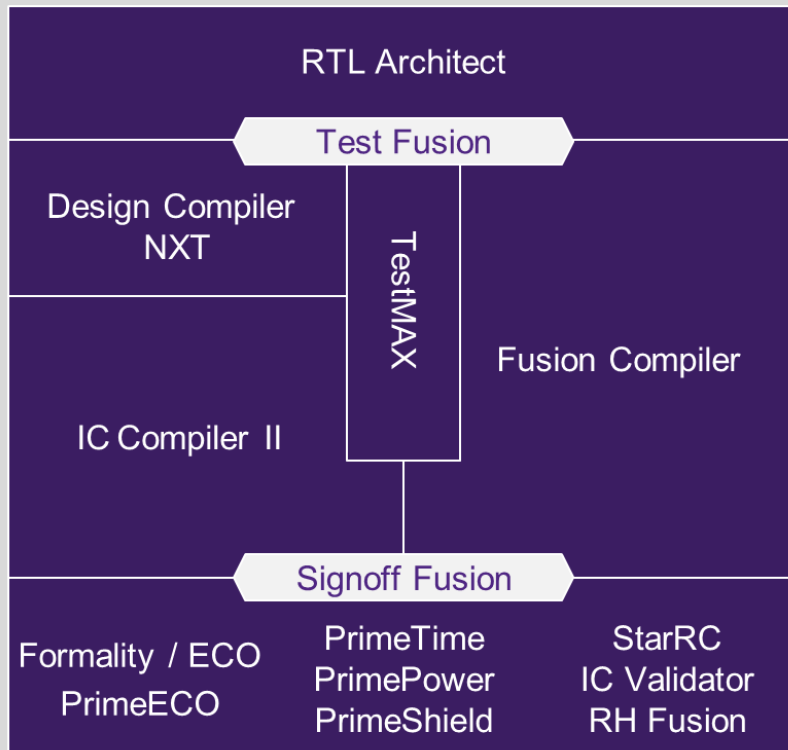 RTL Architect
Test Fusion
Design Compiler
NXT
TestMAX
Fusion Compiler
IC Compiler II
Signoff Fusion
Formality / ECO
PrimeECO
PrimeTime
PrimePower
PrimeShield
StarRC
IC Validator
RH Fusion